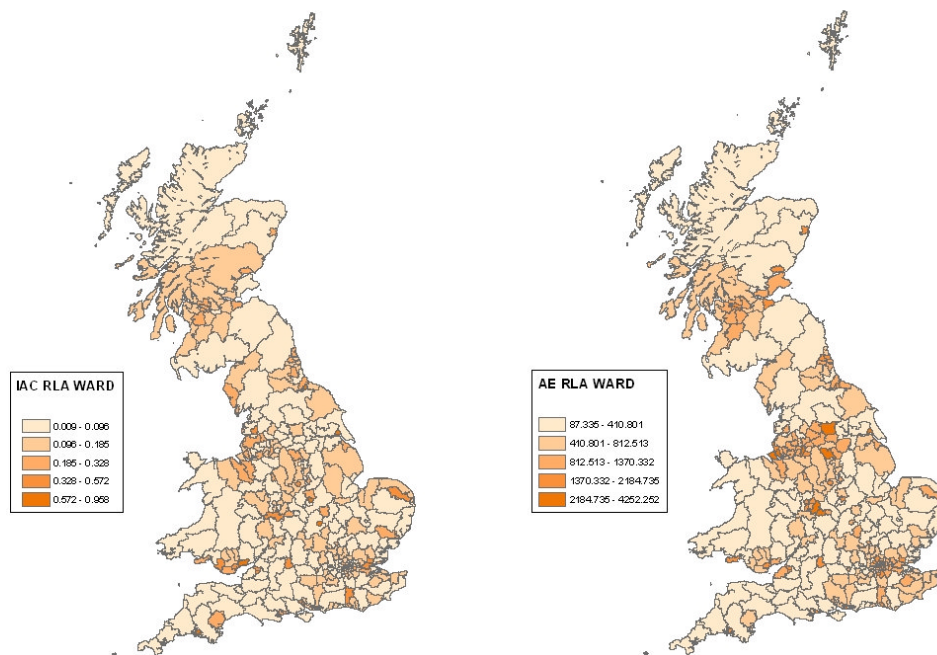 IAC RLA WARD
0.009 - 0.096
0.096 - 0.185
0.185 - 0.328
0.328 - 0.572
0.572 - 0.958
AE RLA WARD
87.335 - 410.801
410.801 - 812.513
812.513 - 1370.332
1370.332 - 2184.735
2184.735 - 4252.252